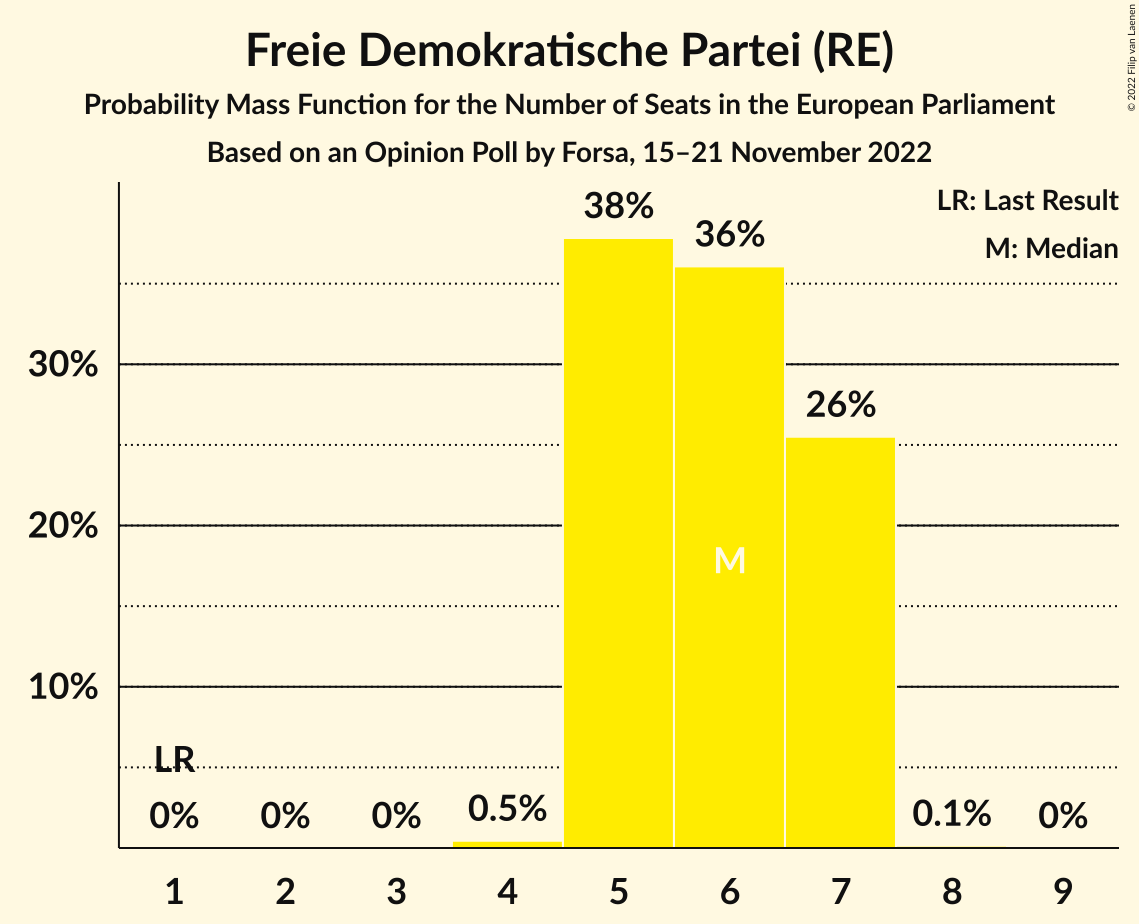 Freie Demokratische Partei (RE)
Probability Mass Function for the Number of Seats in the European Parliament
Based on an Opinion Poll by Forsa, 15–21 November 2022
© 2022 Filip van Laenen
LR: Last Result
M: Median
38%
36%
26%
30%
20%
10%
M
LR
0%
0%
0%
0.5%
0.1%
0%
1 2 3 4 5 6 7 8 9